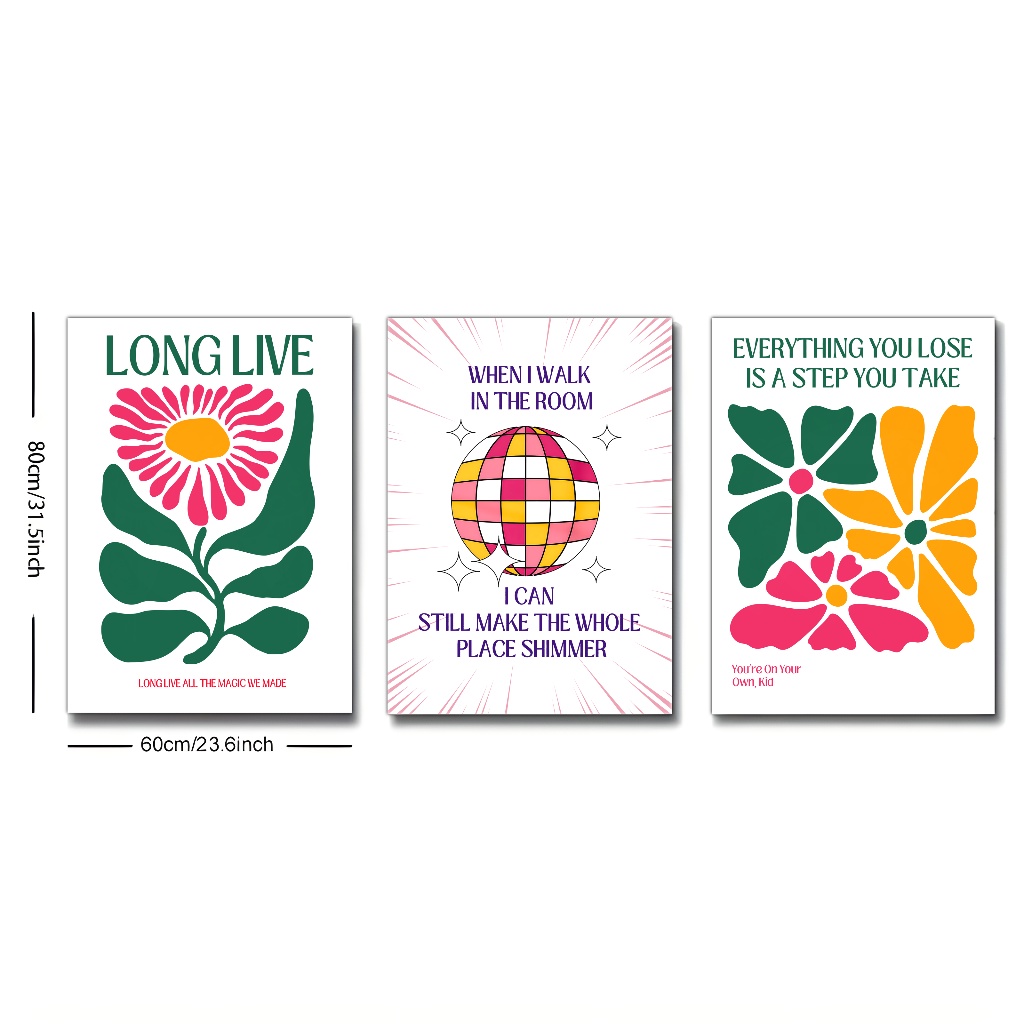 LONG LIVE
LONG LIVE ALL THE MAGIC WE MADE
WHEN I WALK
IN THE ROOM
I CAN
STILL MAKE THE WHOLE
PLACE SHIMMER
EVERYTHING YOU LOSE
IS A STEP YOU TAKE
You're On Your
Own, Kid
80cm/31.5inch
60cm/23.6inch